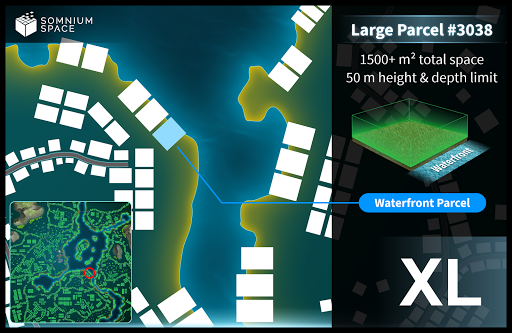 SOMNIUM
SPACE
Large Parcel #3038
1500+ m² total space
50 m height & depth limit
Waterfront
Waterfront Parcel
XL